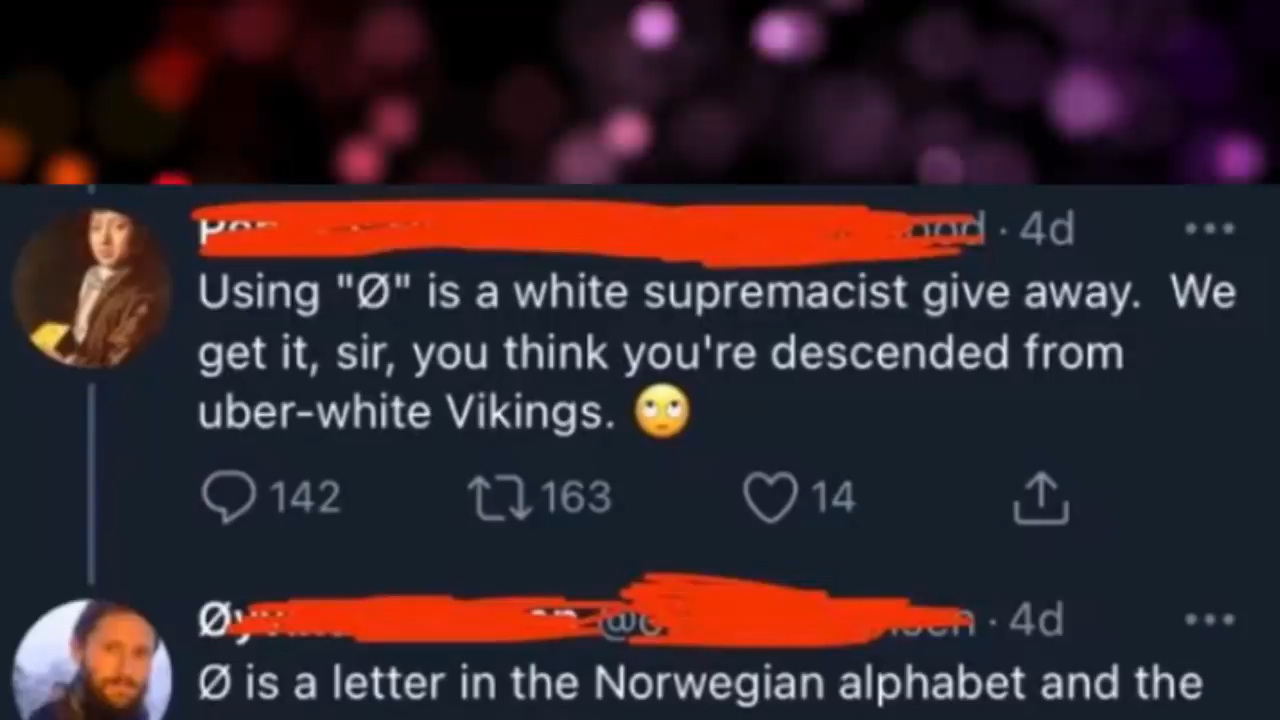 · 4d
Using "Ø" is a white supremacist give away. We
get it, sir, you think you're descended from
uber-white Vikings. 🙄
142 163 14
· 4d
Ø is a letter in the Norwegian alphabet and the